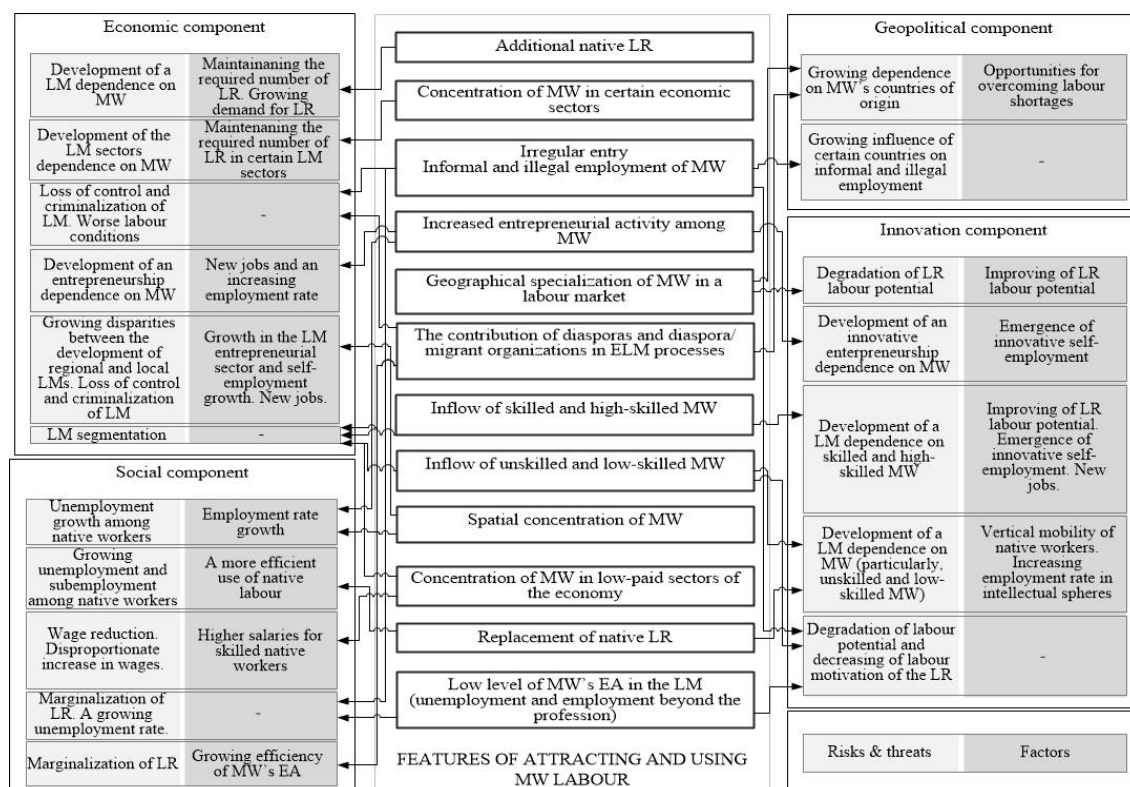 Economic component
Development of a
LM dependence on
MW
Maintainaning the
required number of
LR. Growing
demand for LR
Development of the
LM sectors
dependence on MW
Maintenaning the
required number of
LR in certain LM
sectors
Loss of control and
criminalization of
LM. Worse labour
conditions
-
Development of an
entrepreneurship
dependence on MW
New jobs and an
increasing
employment rate
Growing disparities
between the
development of
regional and local
LMs. Loss of control
and criminalization
of LM
Growth in the LM
entrepreneurial
sector and self-
employment
growth. New jobs.
LM segmentation
-
Social component
Unemployment
growth among
native workers
Employment rate
growth
Growing
unemployment and
subemployment
among native workers
A more efficient
use of native
labour
Wage reduction.
Disproportionate
increase in wages.
Higher salaries for
skilled native
workers
Marginalization of
LR. A growing
unemployment rate.
-
Marginalization of LR
Growing efficiency
of MW`s EA
Additional native LR
Concentration of MW in certain economic
sectors
Irregular entry
Informal and illegal employment of MW
Increased entrepreneurial activity among
MW
Geographical specialization of MW in a
labour market
The contribution of diasporas and diaspora/
migrant organizations in ELM processes
Inflow of skilled and high-skilled MW
Inflow of unskilled and low-skilled MW
Spatial concentration of MW
Concentration of MW in low-paid sectors of
the economy
Replacement of native LR
Low level of MW`s EA in the LM
(unemployment and employment beyond the
profession)
FEATURES OF ATTRACTING AND USING
MW LABOUR
Geopolitical component
Growing dependence
on MW`s countries of
origin
Opportunities for
overcoming labour
shortages
Growing influence of
certain countries on
informal and illegal
employment
-
Innovation component
Degradation of LR
labour potential
Improving of LR
labour potential
Development of an
innovative
enterpreneurship
dependence on MW
Emergence of
innovative self-
employment
Development of a
LM dependence on
skilled and high-
skilled MW
Improving of LR
labour potential.
Emergence of
innovative self-
employment. New
jobs.
Development of a
LM dependence on
MW (particularly,
unskilled and low-
skilled MW)
Vertical mobility of
native workers.
Increasing
employment rate in
intellectual spheres
Degradation of labour
potential and
decreasing of labour
motivation of the LR
-
Risks & threats
Factors